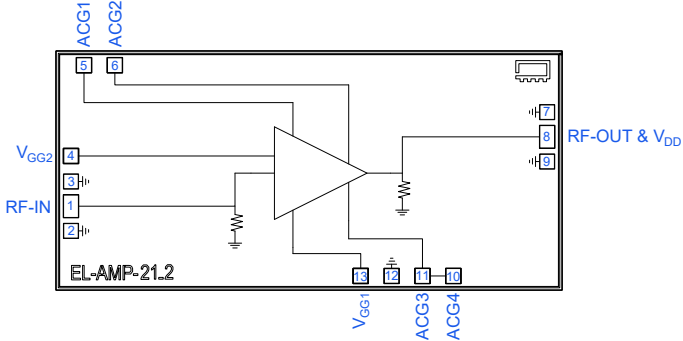 ACG1
ACG2
5
6
7
8
RF-OUT & VDD
9
VGG2
4
3
RF-IN
1
2
EL-AMP-21.2
13
12
11
10
VGG1
ACG3
ACG4